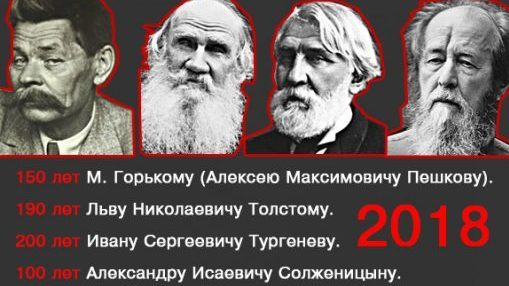 150 лет М. Горькому (Алексею Максимовичу Пешкову).
190 лет Льву Николаевичу Толстому.
200 лет Ивану Сергеевичу Тургеневу.
2018
100 лет Александру Исаевичу Солженицыну.